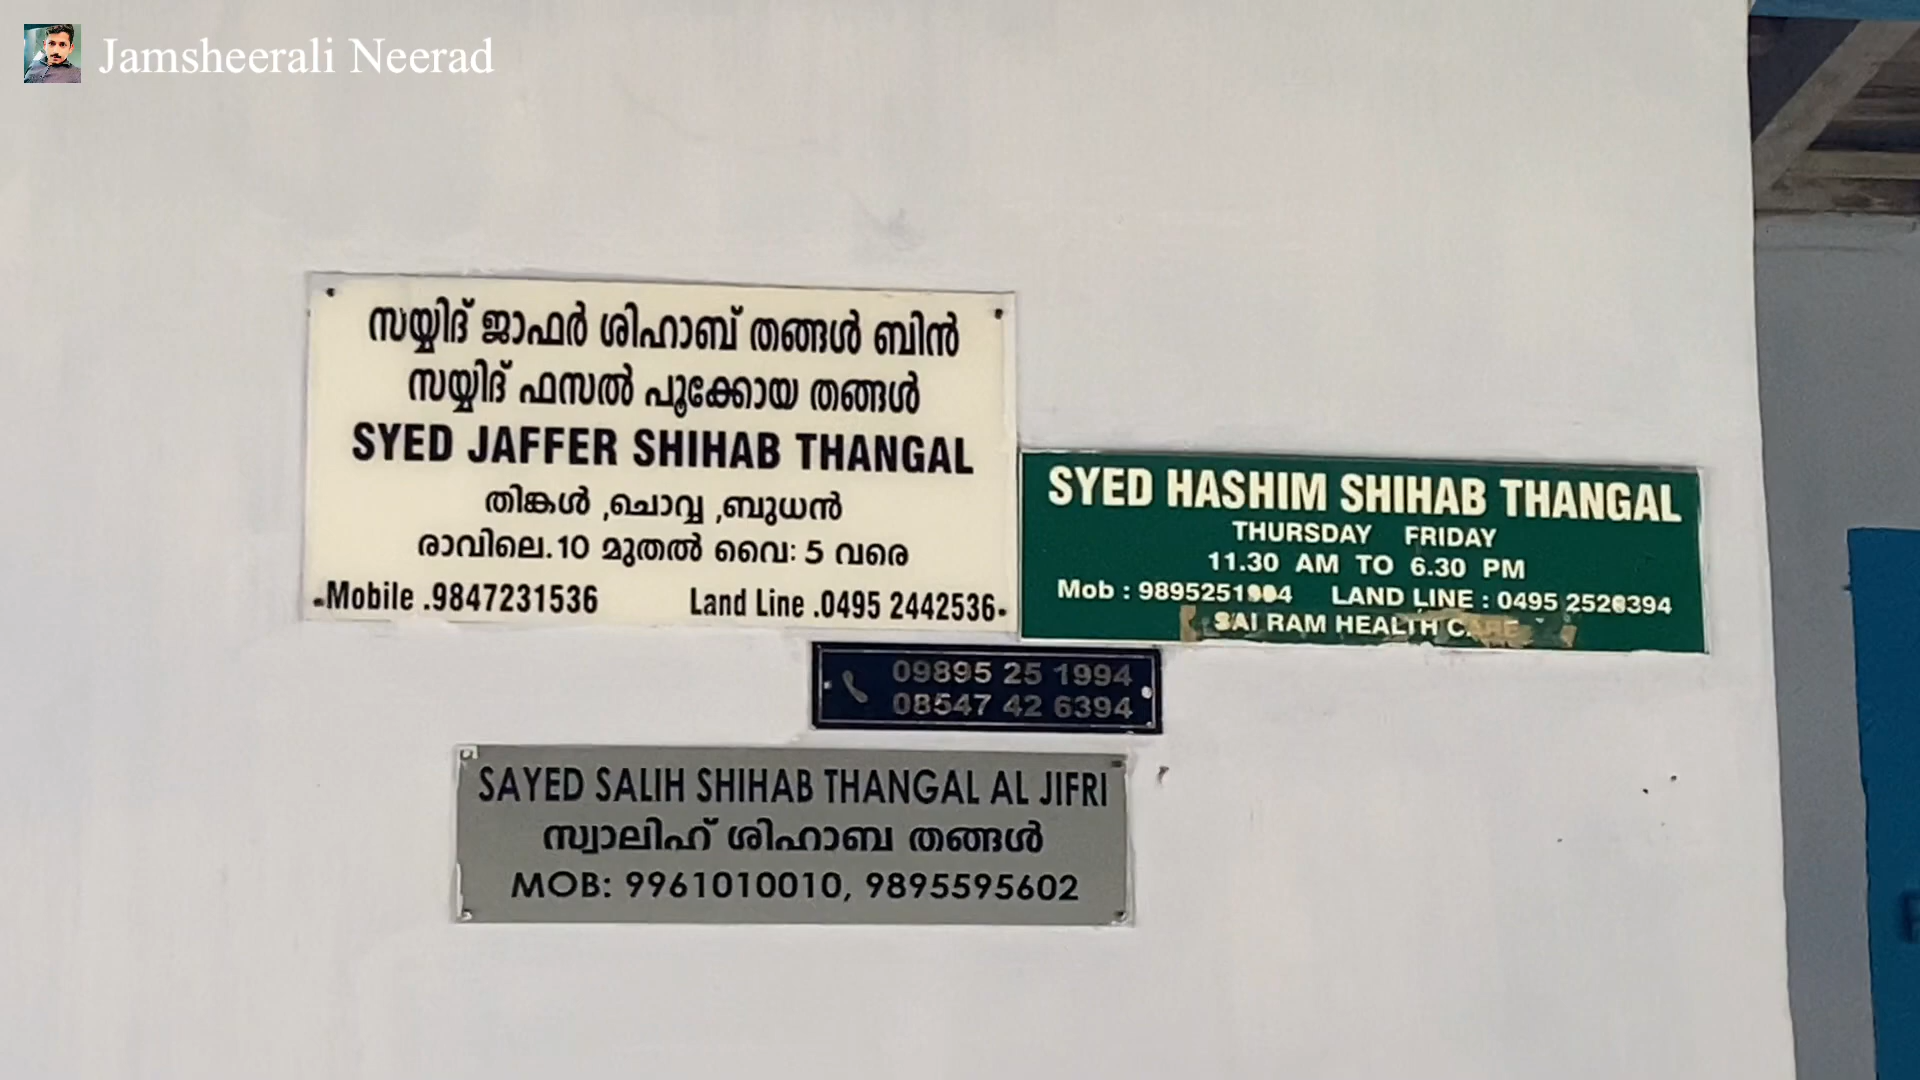 Jamsheerali Neerad
സയ്യിദ് ജാഫർ ശിഹാബ് തങ്ങൾ ബിൻ
സയ്യിദ് ഫസൽ പൂക്കോയ തങ്ങൾ
SYED JAFFER SHIHAB THANGAL
തിങ്കൾ ,ചൊവ്വ ,ബുധൻ
രാവിലെ.10 മുതൽ വൈ: 5 വരെ
Mobile .9847231536 Land Line .0495 2442536
SYED HASHIM SHIHAB THANGAL
THURSDAY FRIDAY
11.30 AM TO 6.30 PM
Mob : LAND LINE : 0495
SAI RAM HEALTH CARE
09895 25 1994
08547 42 6394
SAYED SALIH SHIHAB THANGAL AL JIFRI
സ്വാലിഹ് ശിഹാബ തങ്ങൾ
MOB: 9961010010, 9895595602